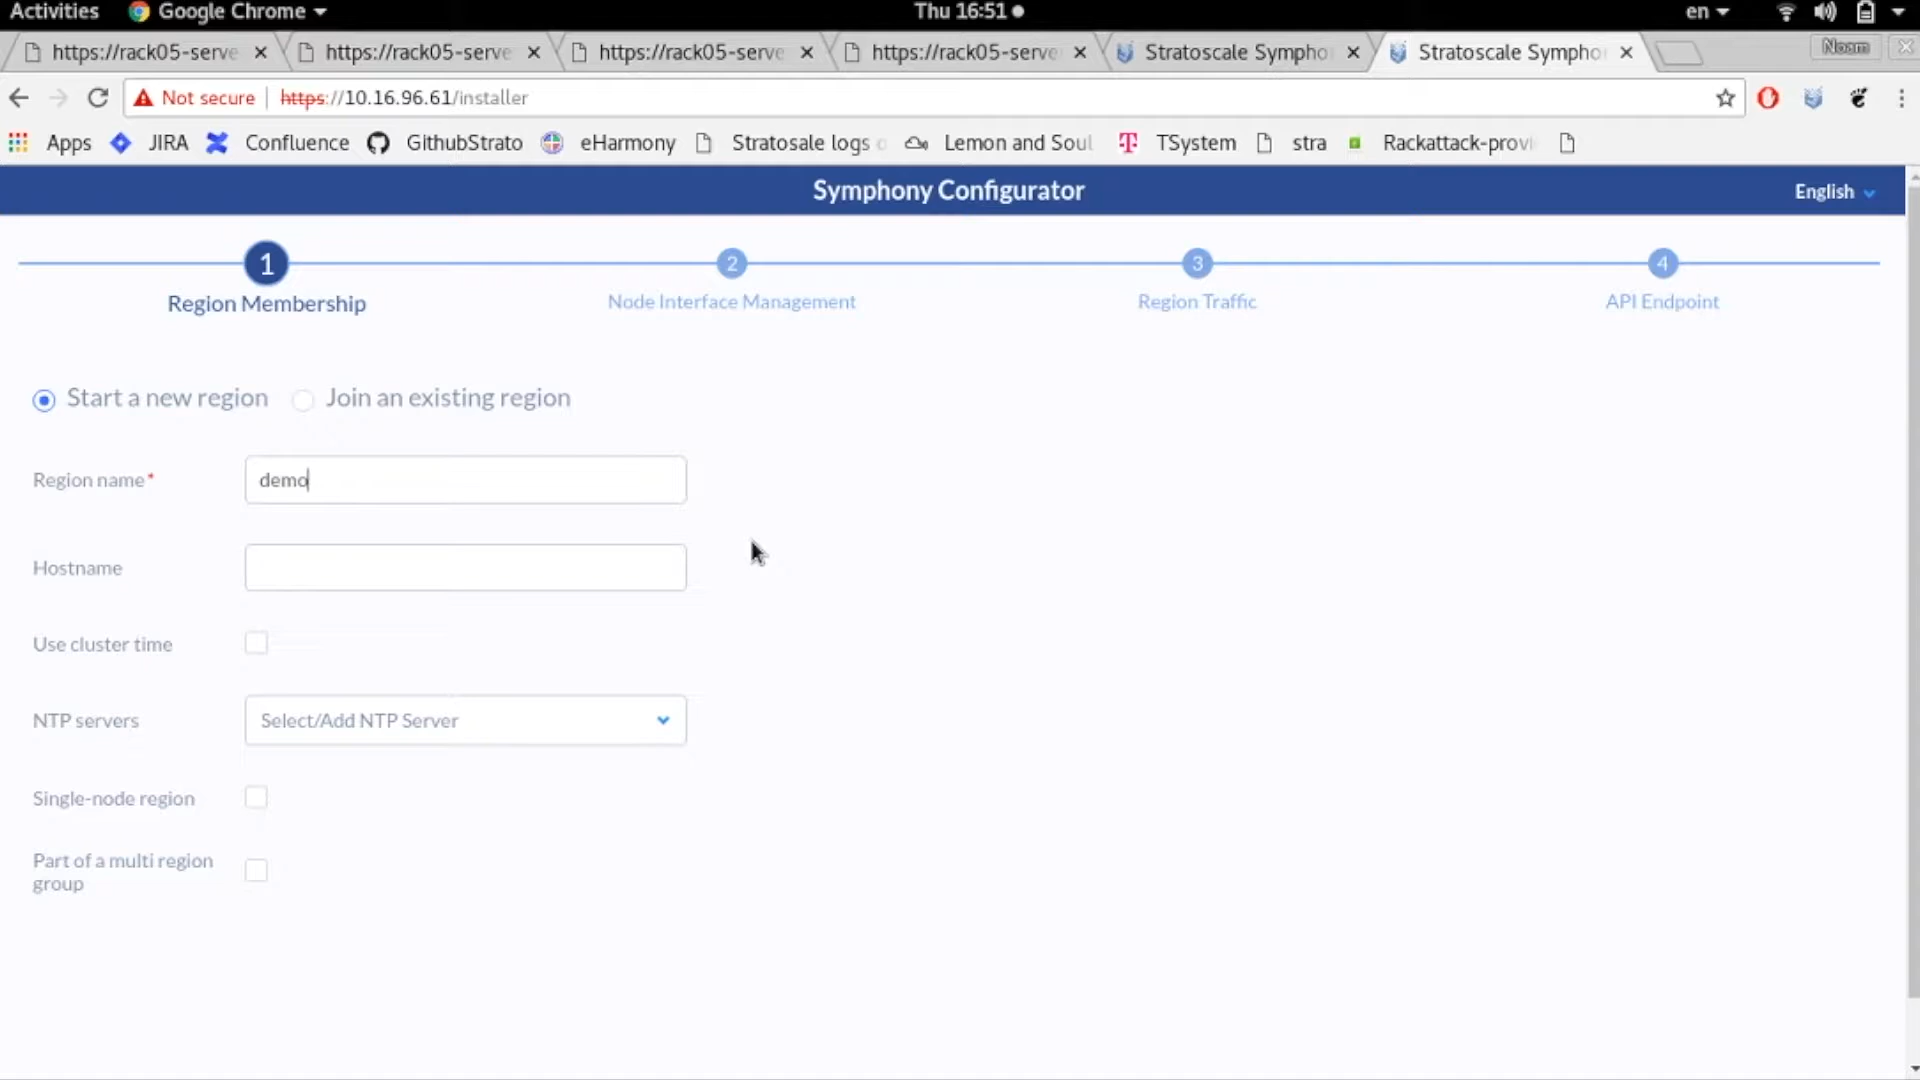 Activities Google Chrome Thu 16:51 en
https://rack05-serve https://rack05-serve https://rack05-serve https://rack05-serve Stratoscale Sympho Stratoscale Sympho Noam
Not secure https://10.16.96.61/installer
Apps JIRA Confluence GithubStrato eHarmony Stratosale logs o Lemon and Soul TSystem stra Rackattack-provi
Symphony Configurator English
1 2 3 4
Region Membership Node Interface Management Region Traffic API Endpoint
Start a new region Join an existing region
Region name* demo
Hostname
Use cluster time
NTP servers Select/Add NTP Server
Single-node region
Part of a multi region
group